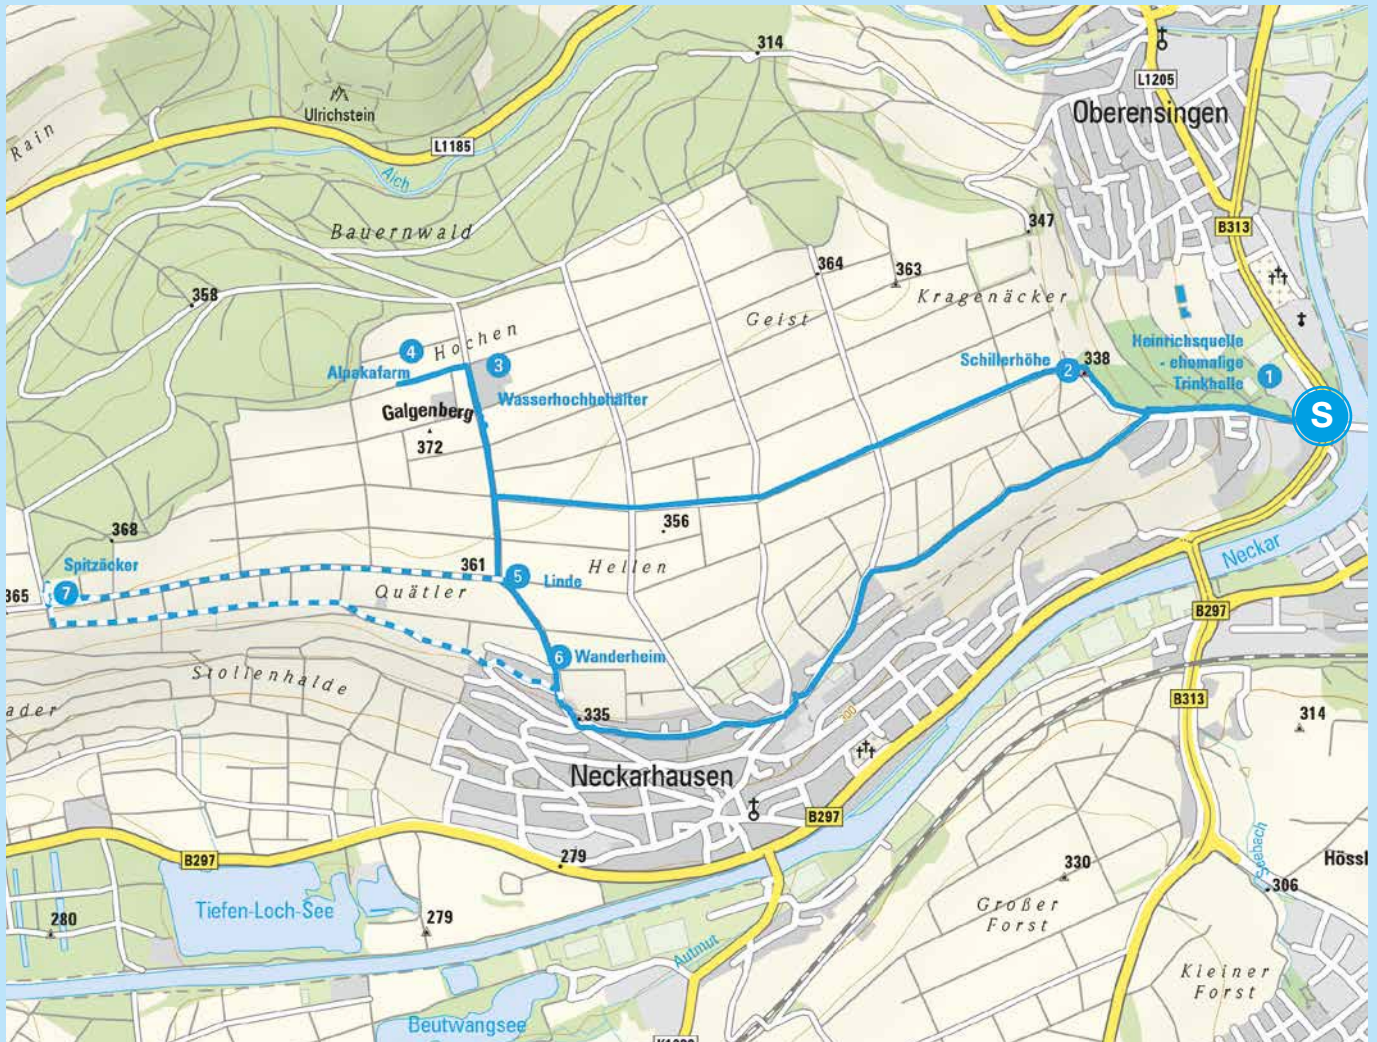 314
L1205
Oberensingen
Ulrichstein
Rain
L1185
Aich
Bauernwald
347
B313
364
363
Kragenäcker
358
Geist
Hochen
4
3
Alpakafarm
Wasserhochbehälter
Schillerhöhe
2
338
Heinrichsquelle
- ehemalige
Trinkhalle
1
S
Galgenberg
372
356
368
Spitzäcker
7
365
361
5
Linde
Hellen
Quätler
Neckar
B297
6
Wanderheim
Stollenhalde
ader
335
300
B313
314
Neckarhausen
B297
B297
279
330
Seebach
306
Hössl
Tiefen-Loch-See
280
279
Großer
Forst
Autmut
Kleiner
Forst
Beutwangsee